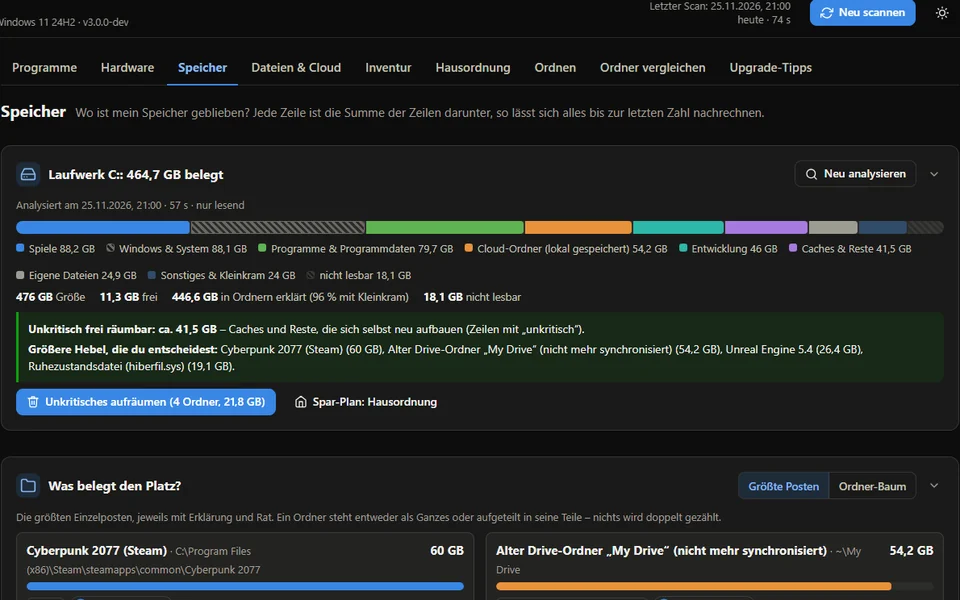 Windows 11 24H2 · v3.0.0-dev
Letzter Scan: 25.11.2026, 21:00
heute · 74 s
Neu scannen
Programme Hardware Speicher Dateien & Cloud Inventur Hausordnung Ordnen Ordner vergleichen Upgrade-Tipps
Speicher Wo ist mein Speicher geblieben? Jede Zeile ist die Summe der Zeilen darunter, so lässt sich alles bis zur letzten Zahl nachrechnen.
Laufwerk C:: 464,7 GB belegt
Neu analysieren
Analysiert am 25.11.2026, 21:00 · 57 s · nur lesend
Spiele 88,2 GB Windows & System 88,1 GB Programme & Programmdaten 79,7 GB Cloud-Ordner (lokal gespeichert) 54,2 GB Entwicklung 46 GB Caches & Reste 41,5 GB
Eigene Dateien 24,9 GB Sonstiges & Kleinkram 24 GB nicht lesbar 18,1 GB
476 GB Größe 11,3 GB frei 446,6 GB in Ordnern erklärt (96 % mit Kleinkram) 18,1 GB nicht lesbar
Unkritisch frei räumbar: ca. 41,5 GB – Caches und Reste, die sich selbst neu aufbauen (Zeilen mit „unkritisch“).
Größere Hebel, die du entscheidest: Cyberpunk 2077 (Steam) (60 GB), Alter Drive-Ordner „My Drive“ (nicht mehr synchronisiert) (54,2 GB), Unreal Engine 5.4 (26,4 GB),
Ruhezustandsdatei (hiberfil.sys) (19,1 GB).
Unkritisches aufräumen (4 Ordner, 21,8 GB)
Spar-Plan: Hausordnung
Was belegt den Platz?
Größte Posten Ordner-Baum
Die größten Einzelposten, jeweils mit Erklärung und Rat. Ein Ordner steht entweder als Ganzes oder aufgeteilt in seine Teile – nichts wird doppelt gezählt.
Cyberpunk 2077 (Steam) · C:\Program Files
(x86)\Steam\steamapps\common\Cyberpunk 2077
60 GB
Alter Drive-Ordner „My Drive“ (nicht mehr synchronisiert) · ~\My
Drive
54,2 GB